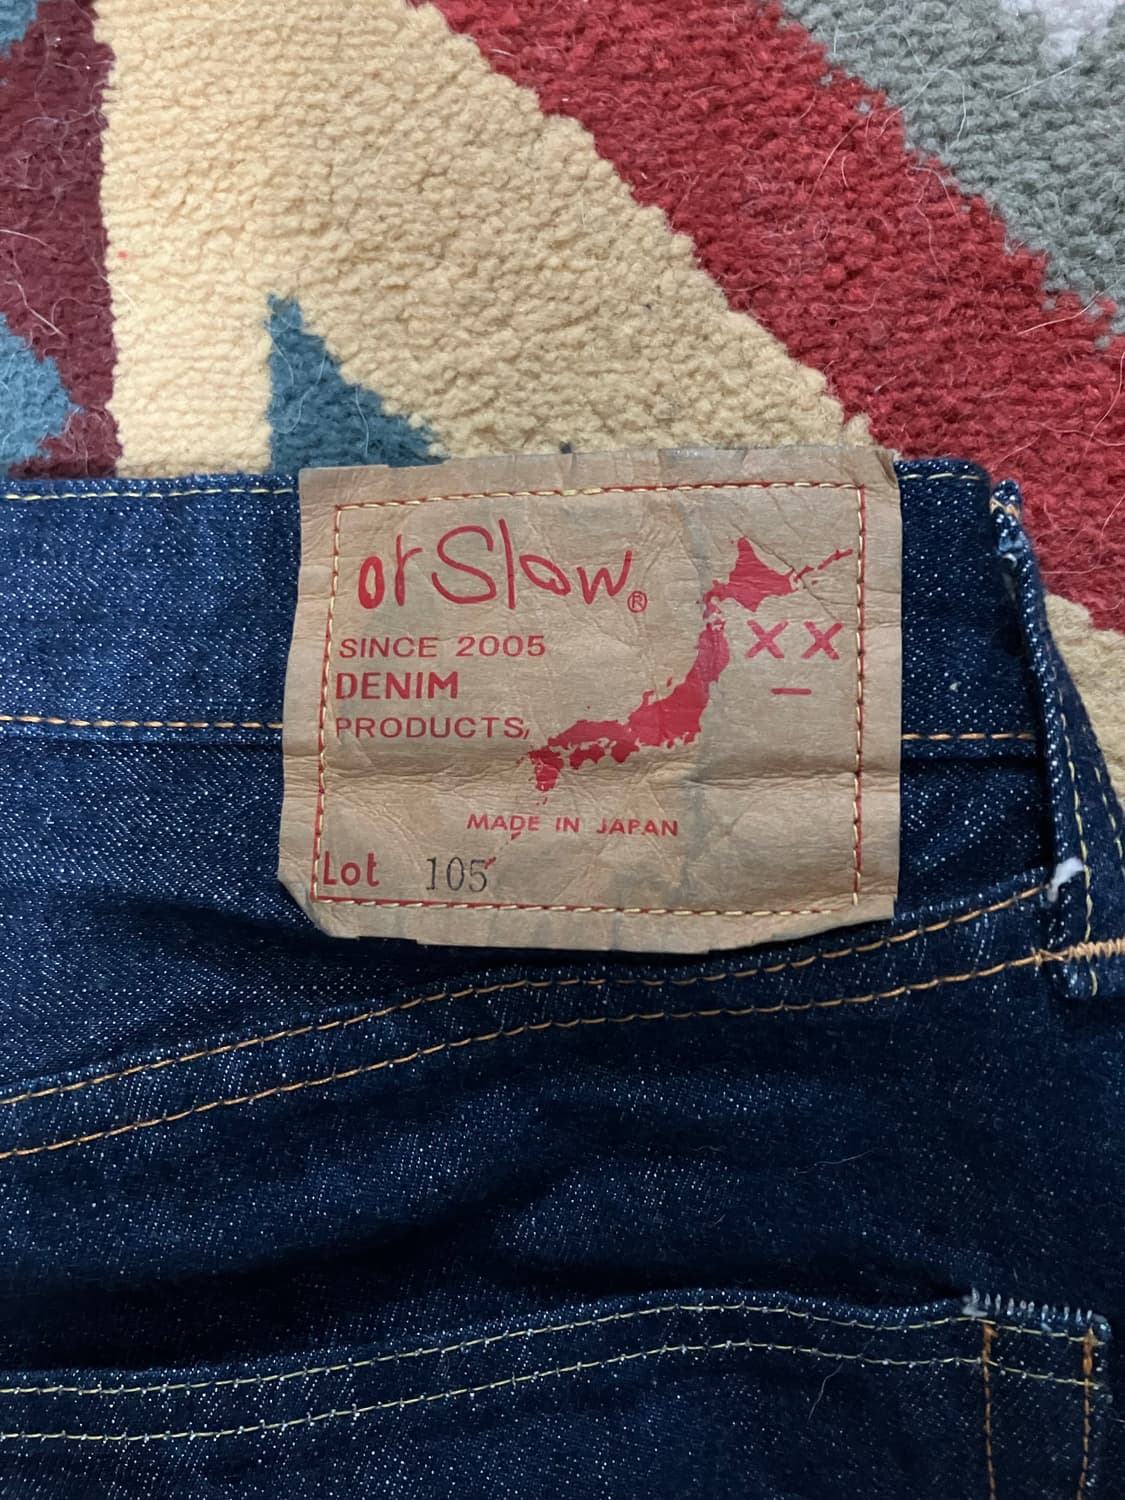 orSlow®
SINCE 2005
DENIM
PRODUCTS,
XX
MADE IN JAPAN
Lot 105